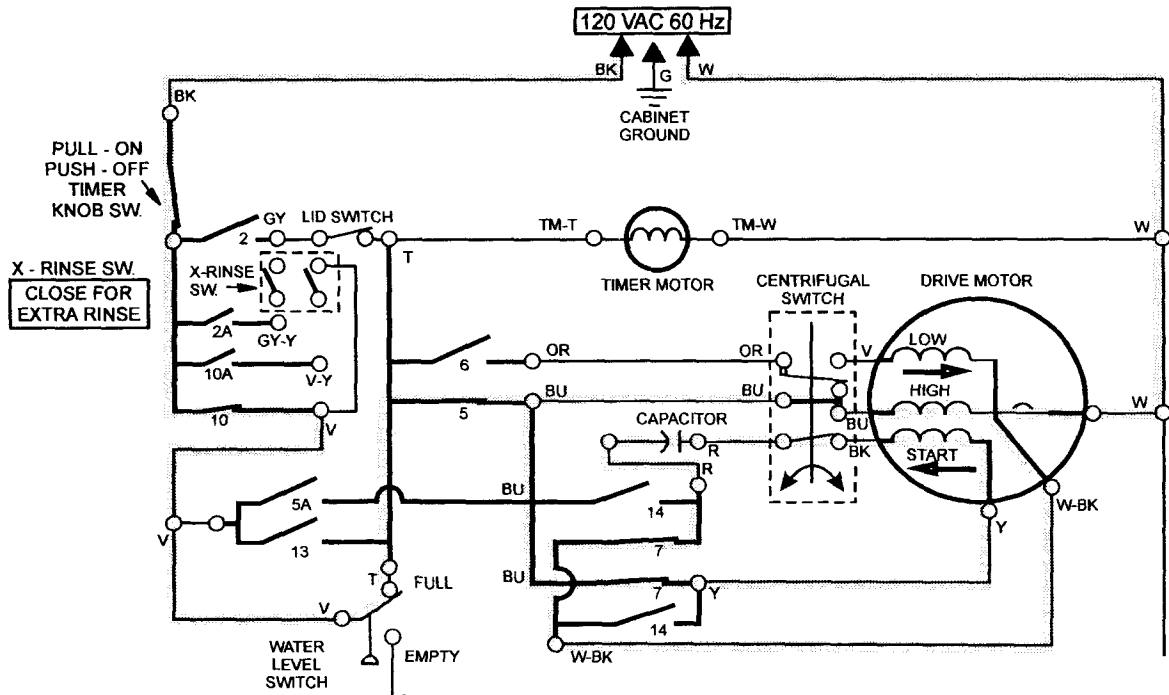 120 VAC 60 Hz
BK
G
W
CABINET
GROUND
BK
PULL - ON
PUSH - OFF
TIMER
KNOB SW.
GY
LID SWITCH
2
T
TM-T
TM-W
TIMER MOTOR
W
X - RINSE SW.
CLOSE FOR
EXTRA RINSE
X-RINSE
SW.
CENTRIFUGAL
SWITCH
DRIVE MOTOR
2A
GY-Y
10A
V-Y
10
V
6
OR
OR
V
LOW
5
BU
BU
BU
HIGH
W
CAPACITOR
R
R
BK
START
5A
BU
14
13
V
7
W-BK
Y
T
FULL
BU
7
Y
V
14
WATER
LEVEL
SWITCH
EMPTY
W-BK